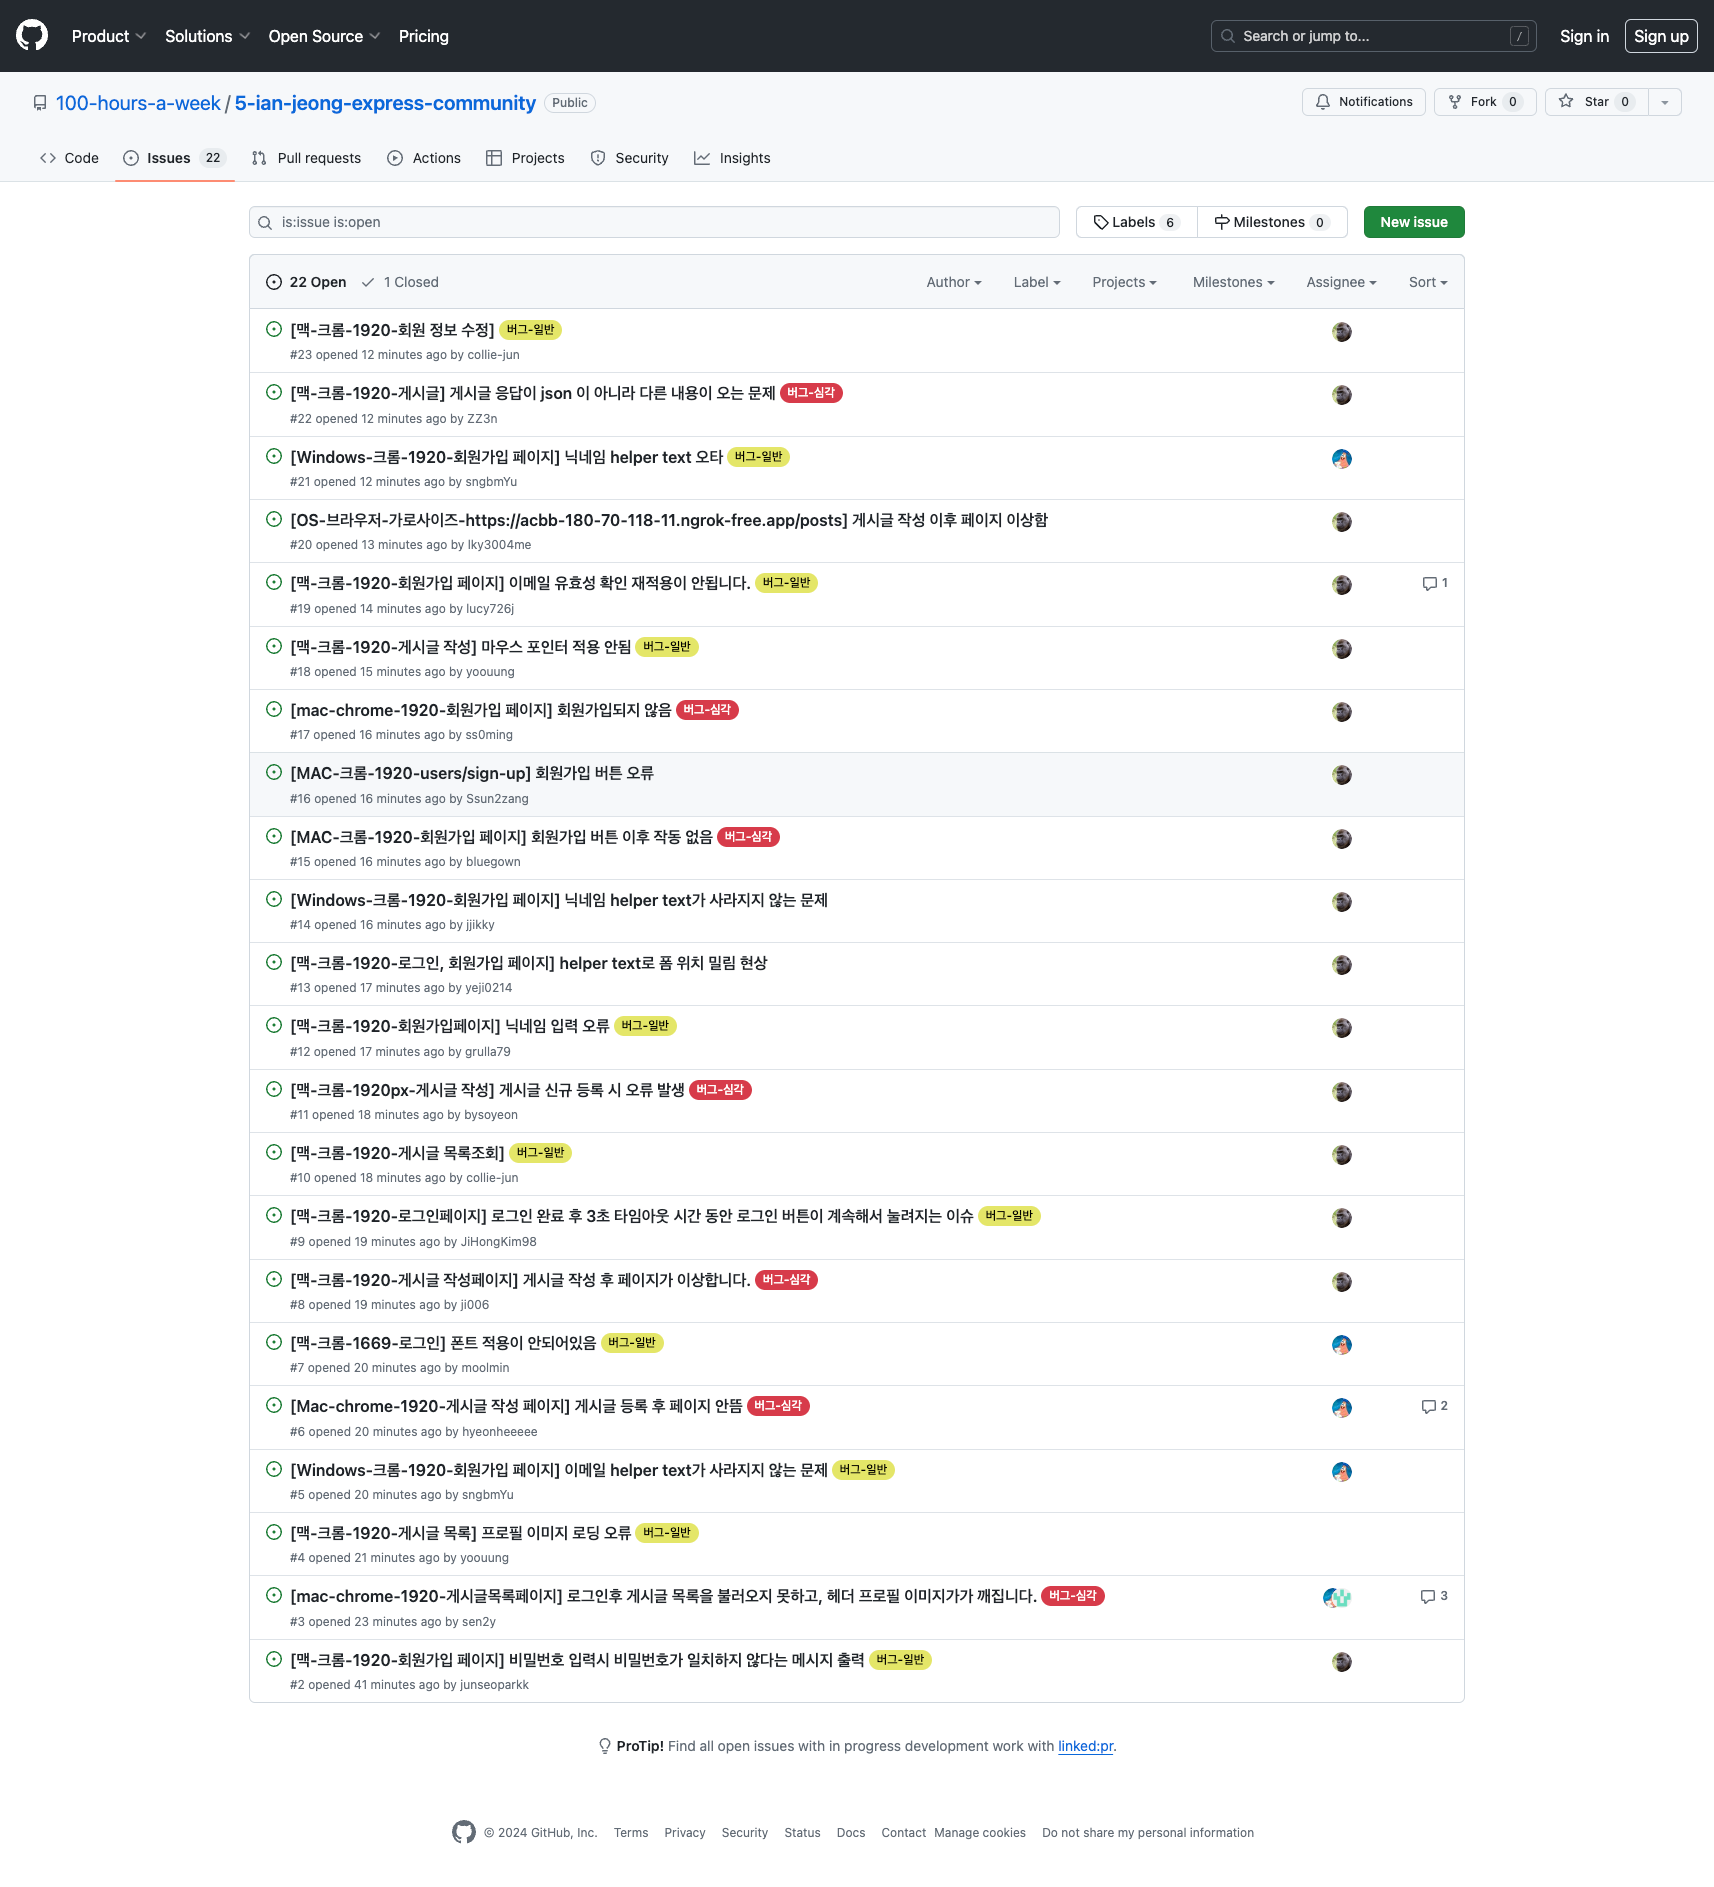 Product Solutions Open Source Pricing Search or jump to... / Sign in Sign up
100-hours-a-week / 5-ian-jeong-express-community Public Notifications Fork 0 Star 0
Code Issues 22 Pull requests Actions Projects Security Insights
is:issue is:open Labels 6 Milestones 0 New issue
22 Open 1 Closed Author Label Projects Milestones Assignee Sort
[맥-크롬-1920-회원 정보 수정] 버그-일반
#23 opened 12 minutes ago by collie-jun
[맥-크롬-1920-게시글] 게시글 응답이 json 이 아니라 다른 내용이 오는 문제 버그-심각
#22 opened 12 minutes ago by ZZ3n
[Windows-크롬-1920-회원가입 페이지] 닉네임 helper text 오타 버그-일반
#21 opened 12 minutes ago by sngbmYu
[OS-브라우저-가로사이즈-https://acbb-180-70-118-11.ngrok-free.app/posts] 게시글 작성 이후 페이지 이상함
#20 opened 13 minutes ago by lky3004me
[맥-크롬-1920-회원가입 페이지] 이메일 유효성 확인 재적용이 안됩니다. 버그-일반 1
#19 opened 14 minutes ago by lucy726j
[맥-크롬-1920-게시글 작성] 마우스 포인터 적용 안됨 버그-일반
#18 opened 15 minutes ago by yoouung
[mac-chrome-1920-회원가입 페이지] 회원가입되지 않음 버그-심각
#17 opened 16 minutes ago by ss0ming
[MAC-크롬-1920-users/sign-up] 회원가입 버튼 오류
#16 opened 16 minutes ago by Ssun2zang
[MAC-크롬-1920-회원가입 페이지] 회원가입 버튼 이후 작동 없음 버그-심각
#15 opened 16 minutes ago by bluegown
[Windows-크롬-1920-회원가입 페이지] 닉네임 helper text가 사라지지 않는 문제
#14 opened 16 minutes ago by jjikky
[맥-크롬-1920-로그인, 회원가입 페이지] helper text로 폼 위치 밀림 현상
#13 opened 17 minutes ago by yeji0214
[맥-크롬-1920-회원가입페이지] 닉네임 입력 오류 버그-일반
#12 opened 17 minutes ago by grulla79
[맥-크롬-1920px-게시글 작성] 게시글 신규 등록 시 오류 발생 버그-심각
#11 opened 18 minutes ago by bysoyeon
[맥-크롬-1920-게시글 목록조회] 버그-일반
#10 opened 18 minutes ago by collie-jun
[맥-크롬-1920-로그인페이지] 로그인 완료 후 3초 타임아웃 시간 동안 로그인 버튼이 계속해서 눌려지는 이슈 버그-일반
#9 opened 19 minutes ago by JiHongKim98
[맥-크롬-1920-게시글 작성페이지] 게시글 작성 후 페이지가 이상합니다. 버그-심각
#8 opened 19 minutes ago by ji006
[맥-크롬-1669-로그인] 폰트 적용이 안되어있음 버그-일반
#7 opened 20 minutes ago by moolmin
[Mac-chrome-1920-게시글 작성 페이지] 게시글 등록 후 페이지 안뜸 버그-심각 2
#6 opened 20 minutes ago by hyeonheeeee
[Windows-크롬-1920-회원가입 페이지] 이메일 helper text가 사라지지 않는 문제 버그-일반
#5 opened 20 minutes ago by sngbmYu
[맥-크롬-1920-게시글 목록] 프로필 이미지 로딩 오류 버그-일반
#4 opened 21 minutes ago by yoouung
[mac-chrome-1920-게시글목록페이지] 로그인후 게시글 목록을 불러오지 못하고, 헤더 프로필 이미지가가 깨집니다. 버그-심각 3
#3 opened 23 minutes ago by sen2y
[맥-크롬-1920-회원가입 페이지] 비밀번호 입력시 비밀번호가 일치하지 않다는 메시지 출력 버그-일반
#2 opened 41 minutes ago by junseoparkk
ProTip! Find all open issues with in progress development work with linked:pr.
© 2024 GitHub, Inc. Terms Privacy Security Status Docs Contact Manage cookies Do not share my personal information